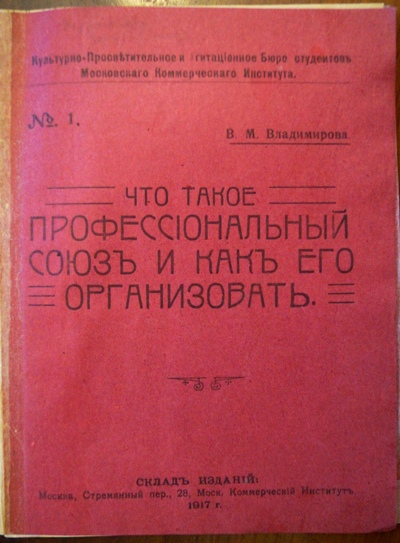 Культурно-Просвѣтительное и Агитаціонное Бюро студентовъ
Московскаго Коммерческаго Института.
№. 1.
В. М. Владимирова.
ЧТО ТАКОЕ
ПРОФЕССІОНАЛЬНЫЙ
СОЮЗЪ И КАКЪ ЕГО
ОРГАНИЗОВАТЬ.
СКЛАДЪ ИЗДАНІЙ:
Москва, Стремянный пер., 28, Моск. Коммерческій Институтъ.
1917 г.